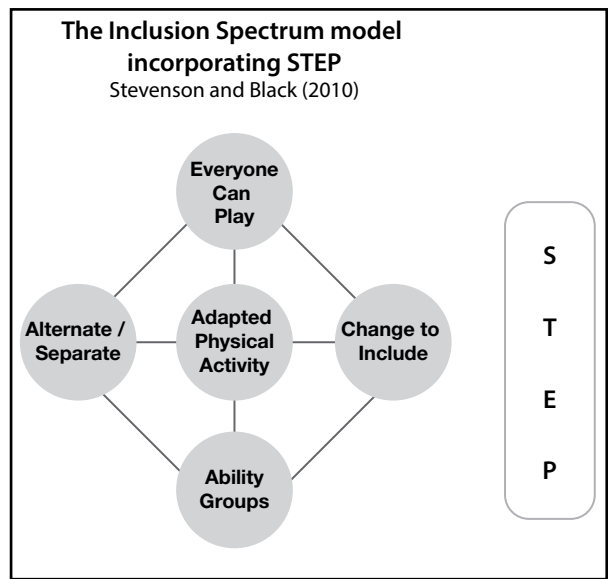 The Inclusion Spectrum model
incorporating STEP
Stevenson and Black (2010)
Everyone
Can
Play
Alternate /
Separate
Adapted
Physical
Activity
Change to
Include
Ability
Groups
S
T
E
P